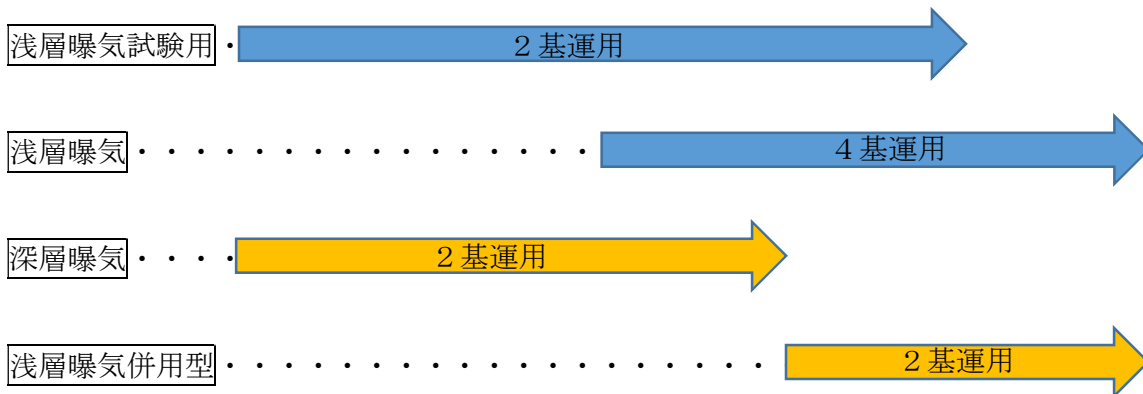 浅層曝気試験用・ ２基運用
浅層曝気・・・・・・・・・・・・・・・・ ４基運用
深層曝気・・・・ ２基運用
浅層曝気併用型・・・・・・・・・・・・・・・・・・・ ２基運用